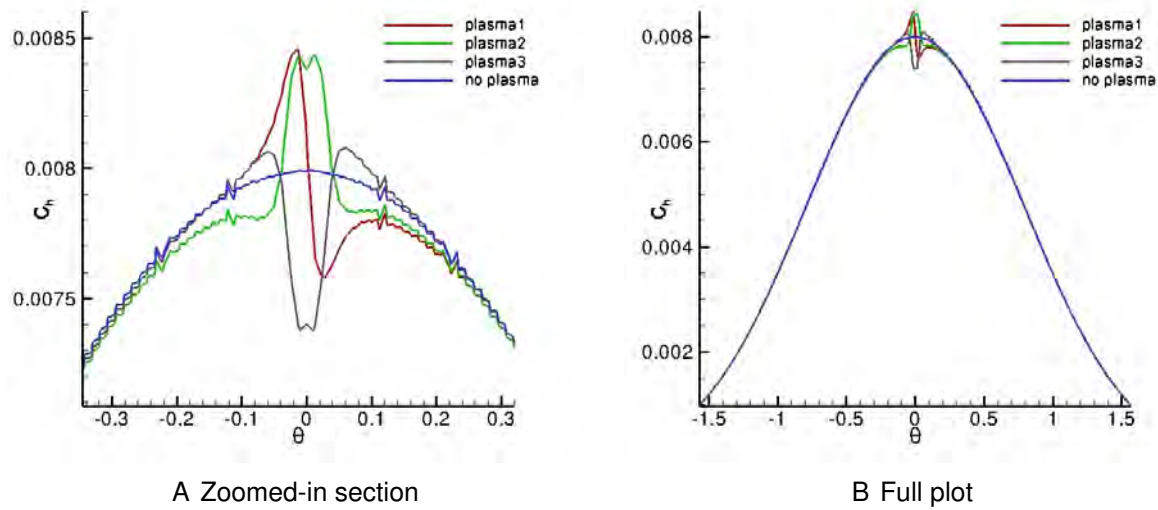 0.0085
0.008
0.0075
C_h
-0.3
-0.2
-0.1
0
0.1
0.2
0.3
θ
plasma1
plasma2
plasma3
no plasma
A Zoomed-in section
0.008
0.006
0.004
0.002
C_h
-1.5
-1
-0.5
0
0.5
1
1.5
θ
plasma1
plasma2
plasma3
no plasma
B Full plot